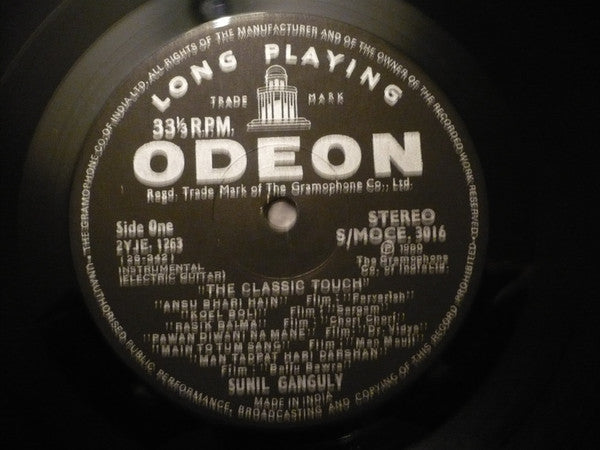 THE GRAMOPHONE CO. OF INDIA LTD. ALL RIGHTS OF THE MANUFACTURER AND OF THE OWNER OF THE RECORDED WORK RESERVED
LONG PLAYING
TRADE MARK
33⅓ R.P.M.
ODEON
Regd. Trade Mark of The Gramophone Co., Ltd.
Side One
2YJE. 1263
INSTRUMENTAL
(ELECTRIC GUITAR)
STEREO
S/MOCE. 3016
The Gramophone
Co. of India Ltd.
"THE CLASSIC TOUCH"
"ANSU BHARI HAIN" Film : "Parvarish"
"KOEL BOLI" Film : "Sargam"
"RASIK BALMA" Film : "Chori Chori"
"PAWAN DIWANI NA MANE" Film : "Dr. Vidya"
"MAIN TO TUM SANG" Film : "Man Mauji"
"MAN TADPAT HARI DARSHAN"
Film : "Baiju Bawra"
SUNIL GANGULY
MADE IN INDIA
UNAUTHORISED PUBLIC PERFORMANCE, BROADCASTING AND COPYING OF THIS RECORD PROHIBITED